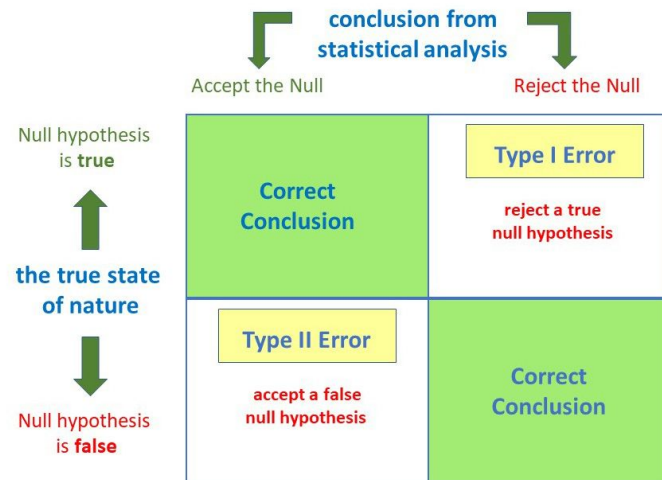 conclusion from
statistical analysis
Accept the Null
Reject the Null
Null hypothesis
is true
Correct
Conclusion
Type I Error
reject a true
null hypothesis
the true state
of nature
Type II Error
accept a false
null hypothesis
Correct
Conclusion
Null hypothesis
is false